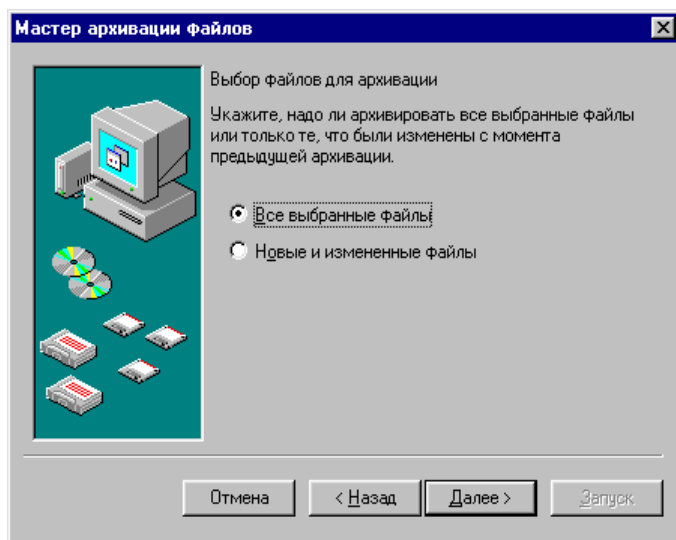 Мастер архивации файлов
Выбор файлов для архивации
Укажите, надо ли архивировать все выбранные файлы
или только те, что были изменены с момента
предыдущей архивации.
Все выбранные файлы
Новые и измененные файлы
Отмена
< Назад
Далее >
Запуск